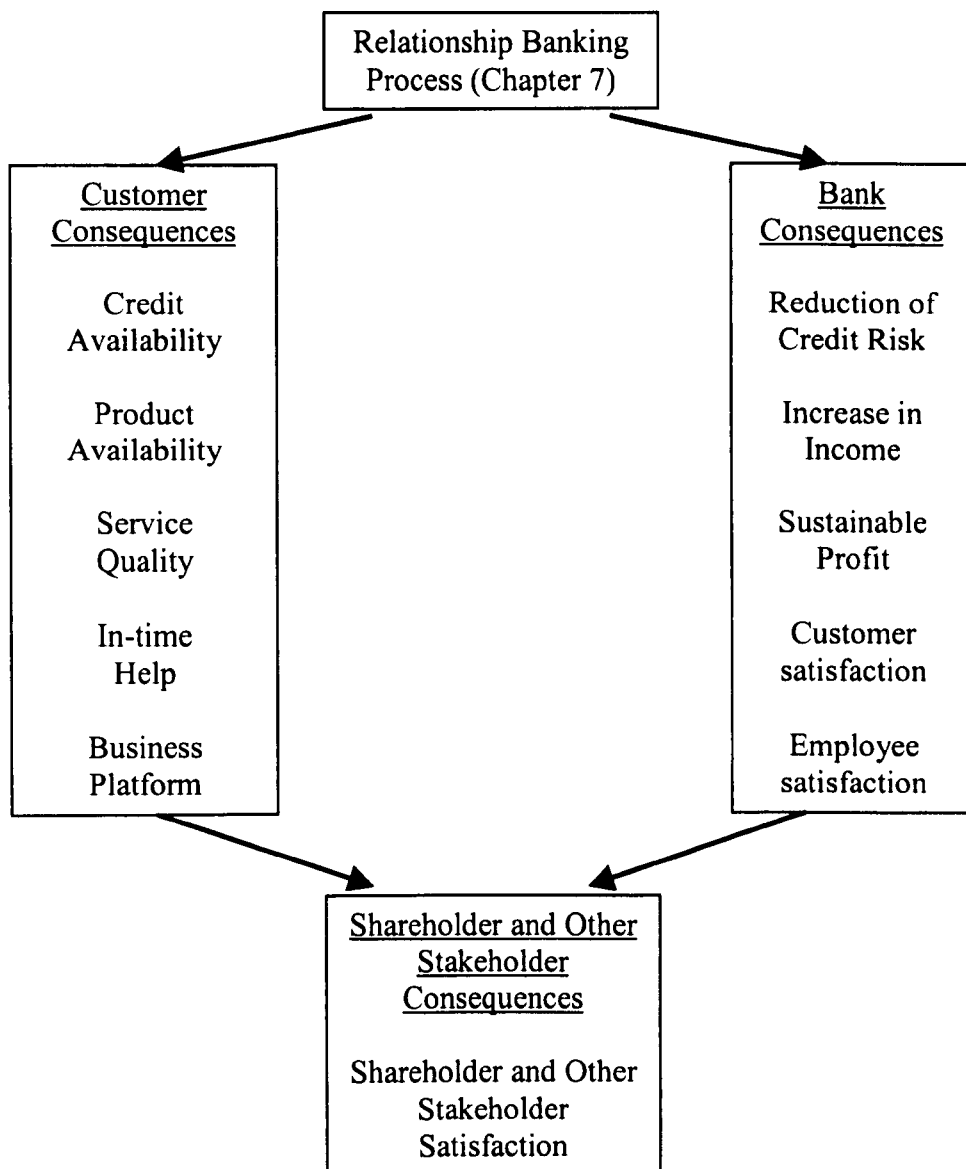 Relationship Banking
Process (Chapter 7)
Customer
Consequences
Credit
Availability
Product
Availability
Service
Quality
In-time
Help
Business
Platform
Bank
Consequences
Reduction of
Credit Risk
Increase in
Income
Sustainable
Profit
Customer
satisfaction
Employee
satisfaction
Shareholder and Other
Stakeholder
Consequences
Shareholder and Other
Stakeholder
Satisfaction